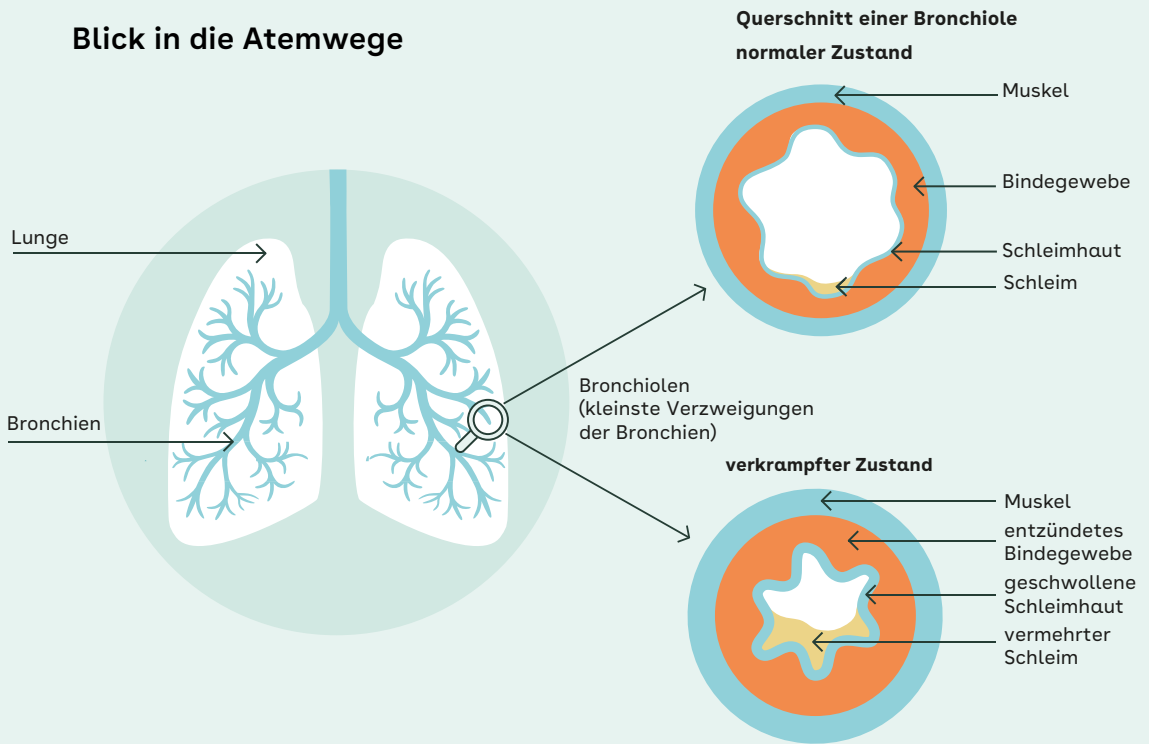 Blick in die Atemwege
Querschnitt einer Bronchiole
normaler Zustand
Muskel
Bindegewebe
Schleimhaut
Schleim
Lunge
Bronchien
Bronchiolen
(kleinste Verzweigungen
der Bronchien)
verkrampfter Zustand
Muskel
entzündetes
Bindegewebe
geschwollene
Schleimhaut
vermehrter
Schleim